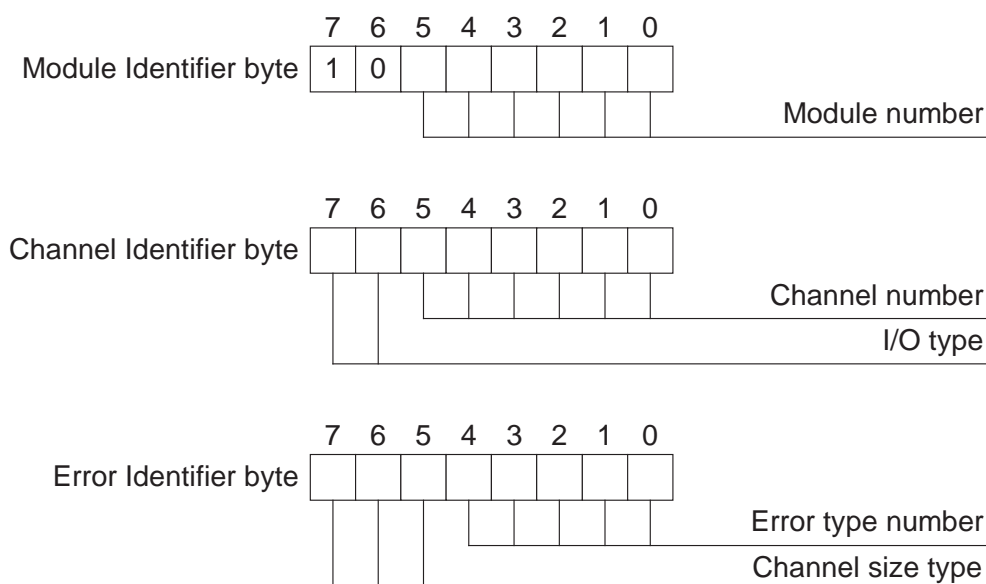 7 6 5 4 3 2 1 0
Module Identifier byte 1 0
Module number
7 6 5 4 3 2 1 0
Channel Identifier byte
Channel number
I/O type
7 6 5 4 3 2 1 0
Error Identifier byte
Error type number
Channel size type